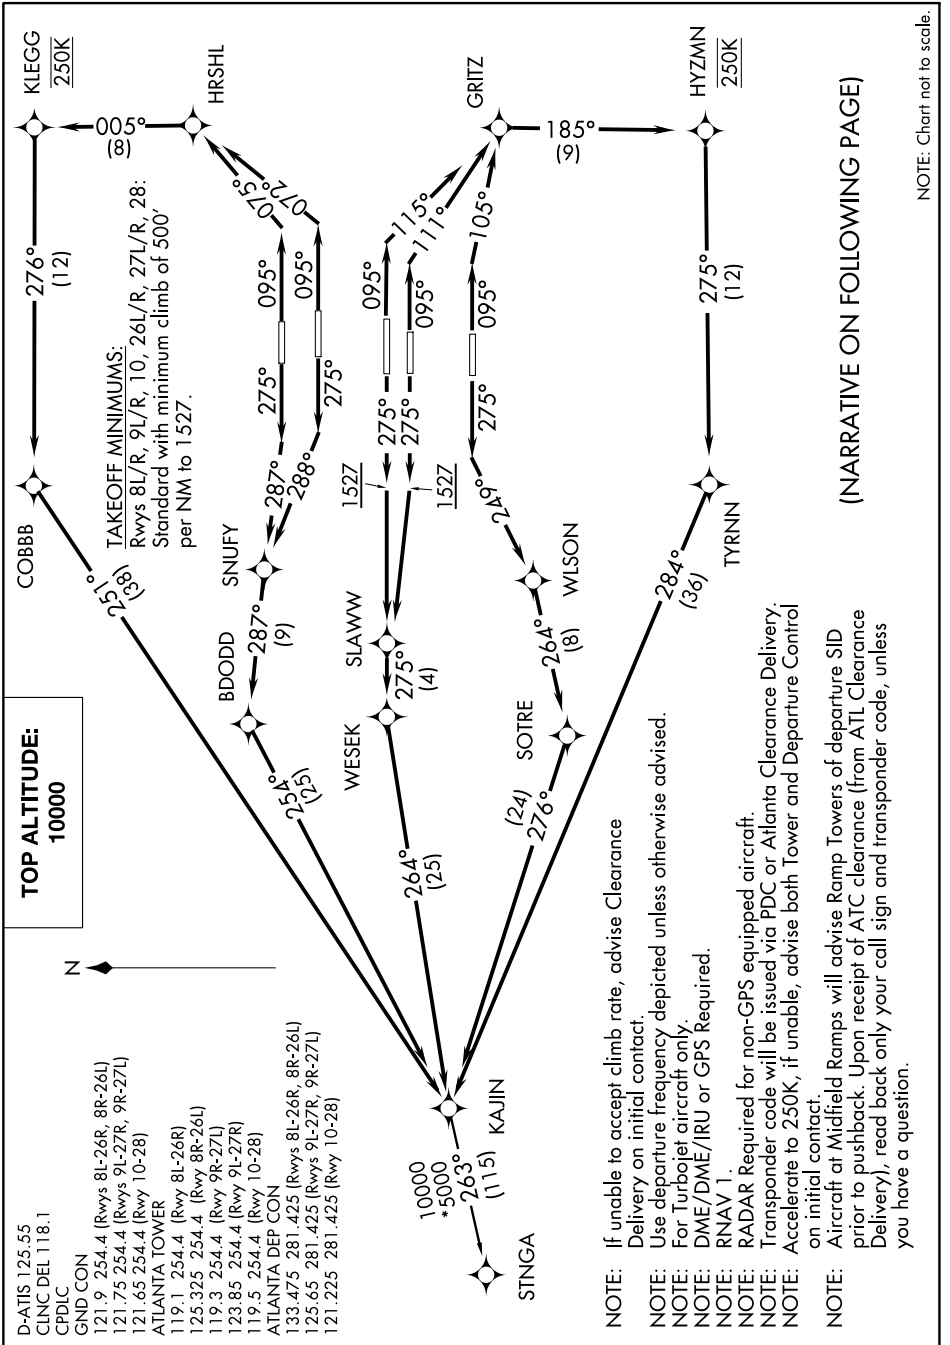 D-ATIS 125.55
CLNC DEL 118.1
CPDLC
GND CON
121.9 254.4 (Rwys 8L-26R, 8R-26L)
121.75 254.4 (Rwys 9L-27R, 9R-27L)
121.65 254.4 (Rwy 10-28)
ATLANTA TOWER
119.1 254.4 (Rwy 8L-26R)
125.325 254.4 (Rwy 8R-26L)
119.3 254.4 (Rwy 9R-27L)
123.85 254.4 (Rwy 9L-27R)
119.5 254.4 (Rwy 10-28)
ATLANTA DEP CON
133.475 281.425 (Rwys 8L-26R, 8R-26L)
125.65 281.425 (Rwys 9L-27R, 9R-27L)
121.225 281.425 (Rwy 10-28)
N
TOP ALTITUDE:
10000
TAKEOFF MINIMUMS:
Rwys 8L/R, 9L/R, 10, 26L/R, 27L/R, 28:
Standard with minimum climb of 500'
per NM to 1527.
KLEGG
250K
005°
(8)
HRSHL
276°
(12)
COBBB
251°
(38)
075°
072°
095°
095°
275°
275°
287°
288°
SNUFY
287°
(9)
BDODD
254°
(25)
GRITZ
115°
111°
105°
095°
095°
095°
275°
275°
275°
1527
1527
SLAWW
275°
(4)
WESEK
264°
(25)
249°
WLSON
264°
(8)
SOTRE
(24)
276°
185°
(9)
HYZMN
250K
275°
(12)
TYRNN
284°
(36)
KAJIN
10000
*5000
263°
(115)
STNGA
NOTE: If unable to accept climb rate, advise Clearance
Delivery on initial contact.
NOTE: Use departure frequency depicted unless otherwise advised.
NOTE: For Turbojet aircraft only.
NOTE: DME/DME/IRU or GPS Required.
NOTE: RNAV 1.
NOTE: RADAR Required for non-GPS equipped aircraft.
NOTE: Transponder code will be issued via PDC or Atlanta Clearance Delivery.
NOTE: Accelerate to 250K, if unable, advise both Tower and Departure Control
on initial contact.
NOTE: Aircraft at Midfield Ramps will advise Ramp Towers of departure SID
prior to pushback. Upon receipt of ATC clearance (from ATL Clearance
Delivery), read back only your call sign and transponder code, unless
you have a question.
(NARRATIVE ON FOLLOWING PAGE)
NOTE: Chart not to scale.